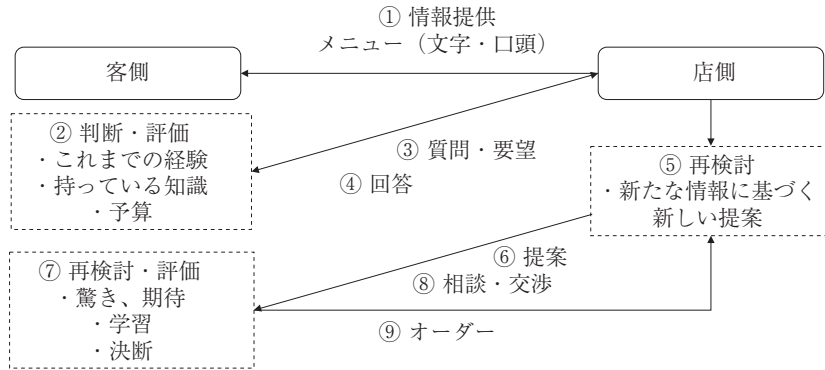 ① 情報提供
メニュー（文字・口頭）
客側
店側
② 判断・評価
・これまでの経験
・持っている知識
・予算
③ 質問・要望
④ 回答
⑤ 再検討
・新たな情報に基づく
新しい提案
⑥ 提案
⑧ 相談・交渉
⑦ 再検討・評価
・驚き、期待
・学習
・決断
⑨ オーダー